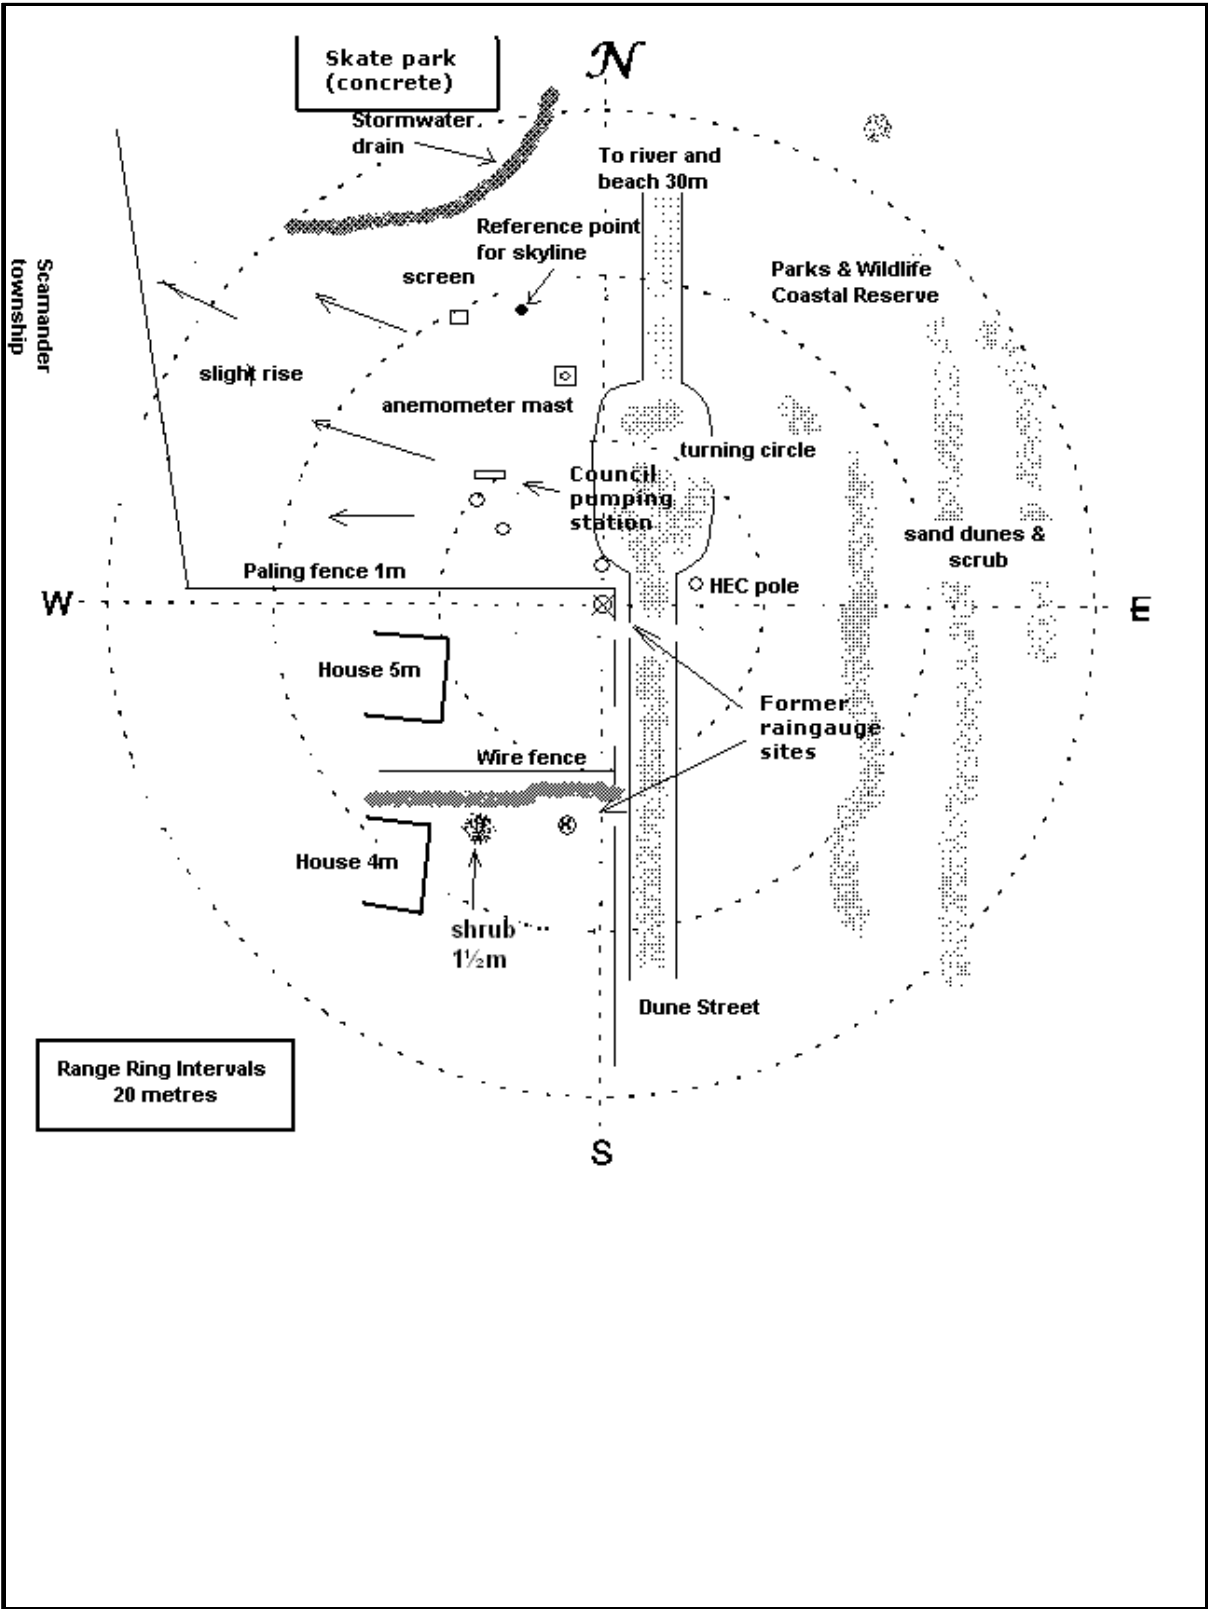 Skate park
(concrete)
N
Stormwater
drain
To river and
beach 30m
Reference point
for skyline
screen
Parks & Wildlife
Coastal Reserve
Scamander
township
slight rise
anemometer mast
turning circle
Council
pumping
station
sand dunes &
scrub
Paling fence 1m
HEC pole
W
E
House 5m
Former
raingauge
sites
Wire fence
House 4m
shrub
1½m
Dune Street
Range Ring Intervals
20 metres
S